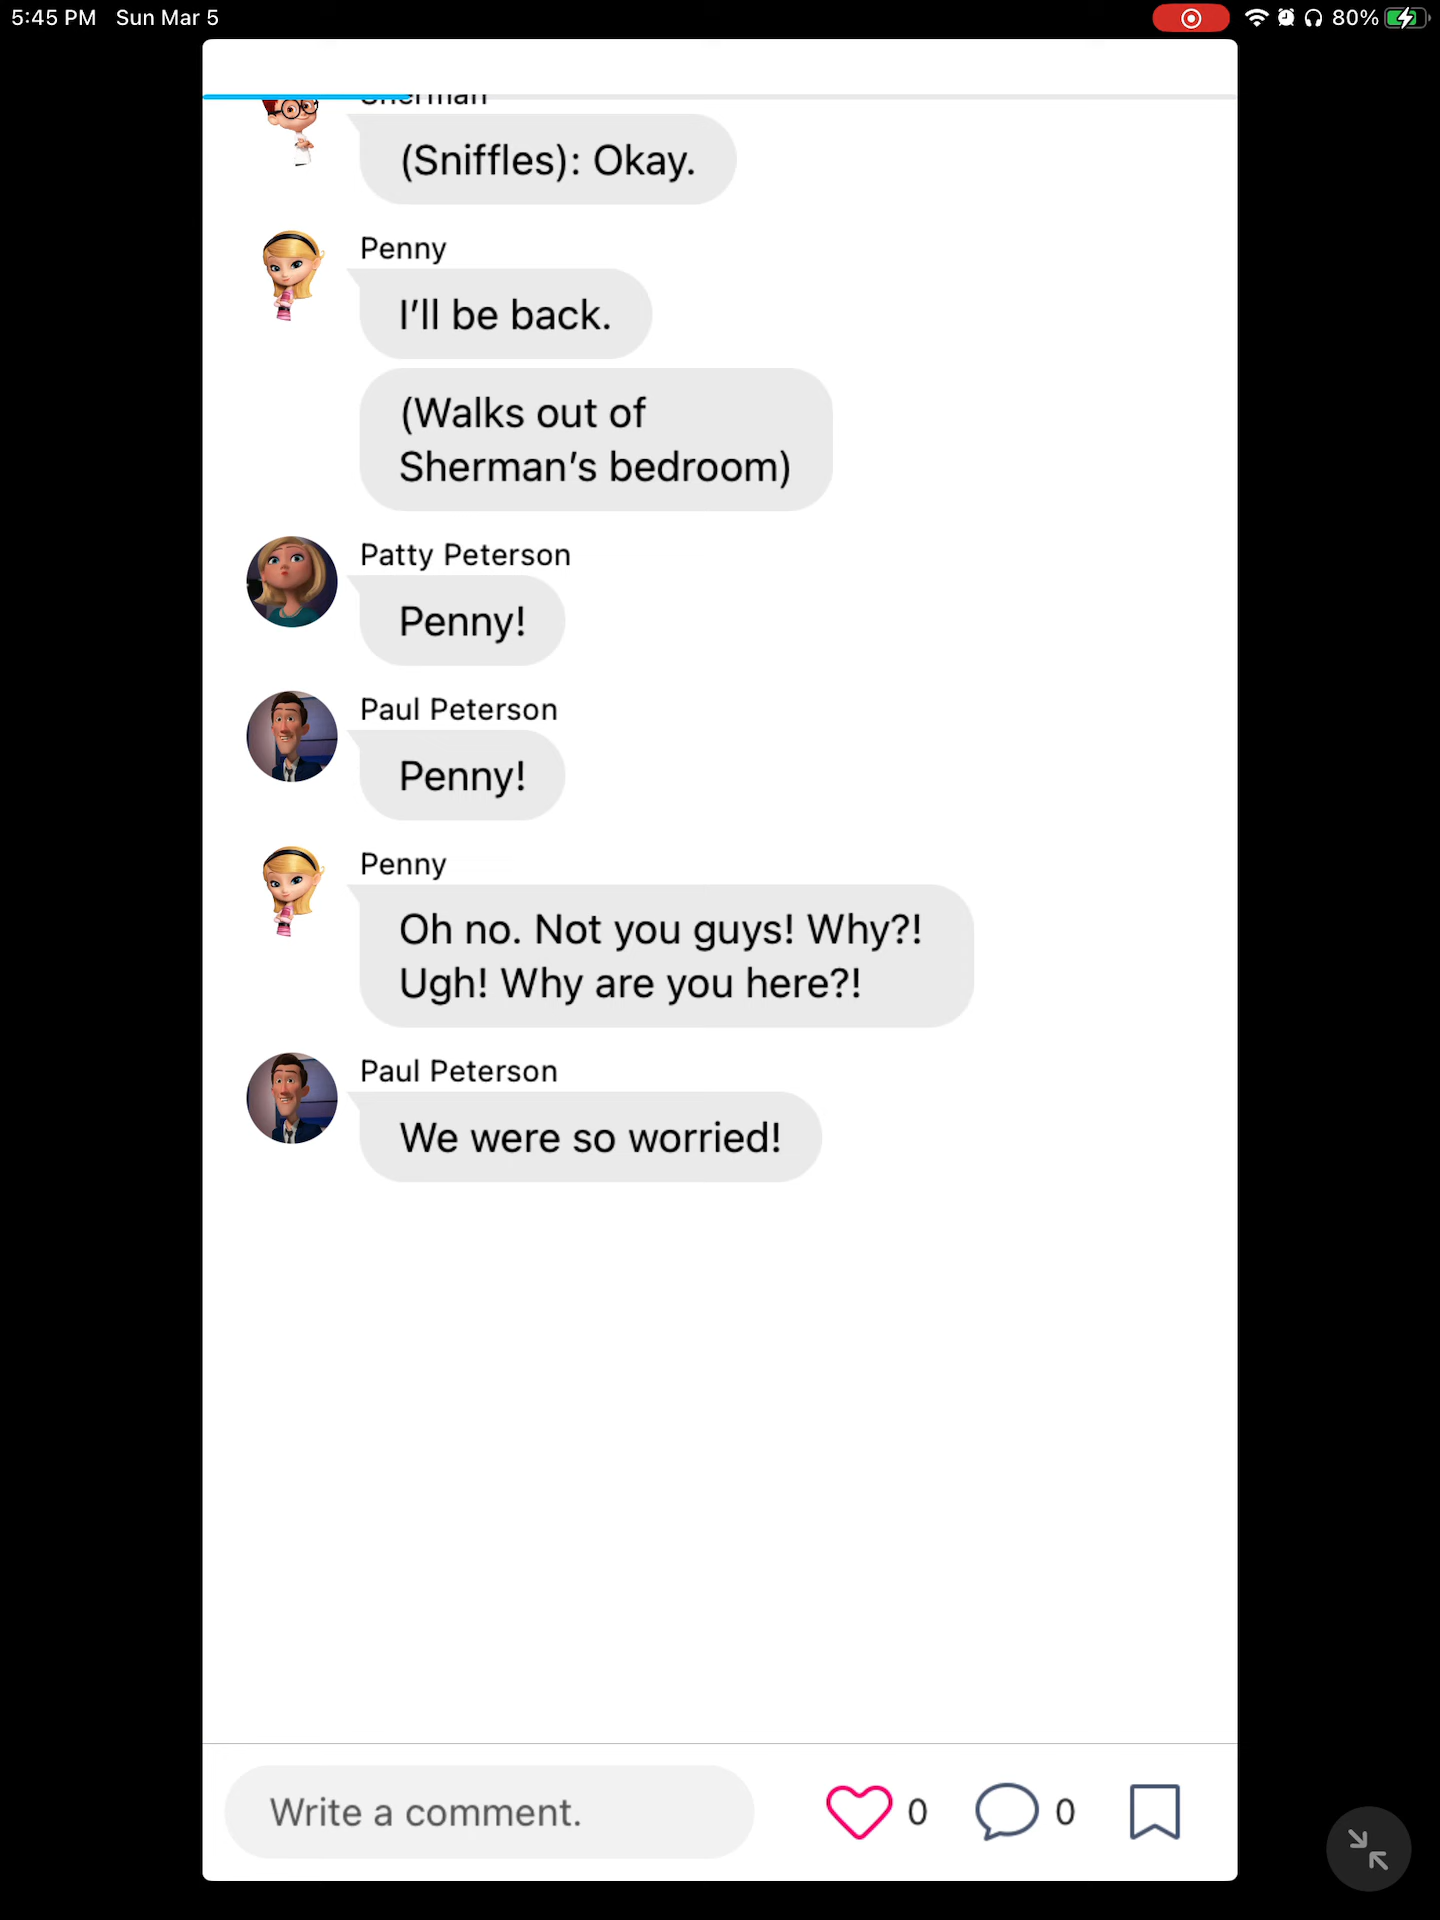 5:45 PM Sun Mar 5
80%
Sherman
(Sniffles): Okay.
Penny
I’ll be back.
(Walks out of
Sherman’s bedroom)
Patty Peterson
Penny!
Paul Peterson
Penny!
Penny
Oh no. Not you guys! Why?!
Ugh! Why are you here?!
Paul Peterson
We were so worried!
Write a comment.
0
0